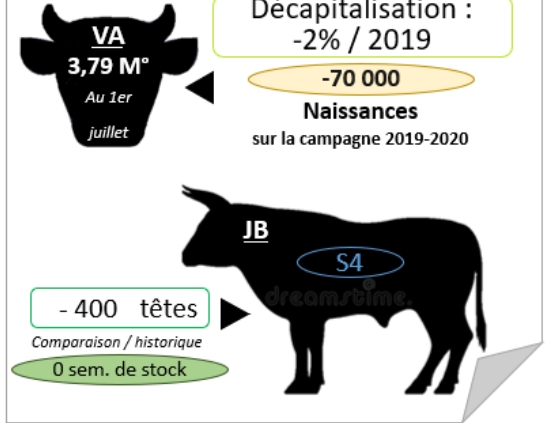 Décapitalisation :
-2% / 2019
VA
3,79 M°
Au 1er
juillet
-70 000
Naissances
sur la campagne 2019-2020
JB
S4
dreamstime.
- 400 têtes
Comparaison / historique
0 sem. de stock